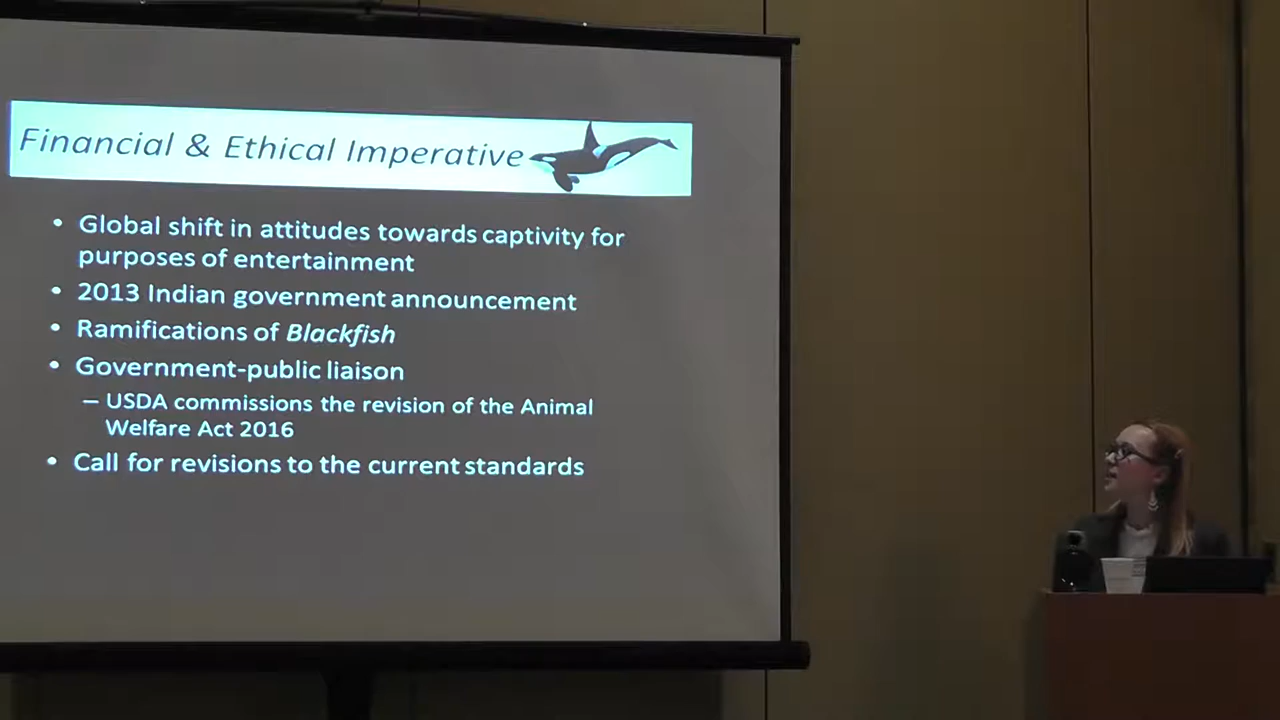 Financial & Ethical Imperative
• Global shift in attitudes towards captivity for
purposes of entertainment
• 2013 Indian government announcement
• Ramifications of Blackfish
• Government-public liaison
– USDA commissions the revision of the Animal
Welfare Act 2016
• Call for revisions to the current standards